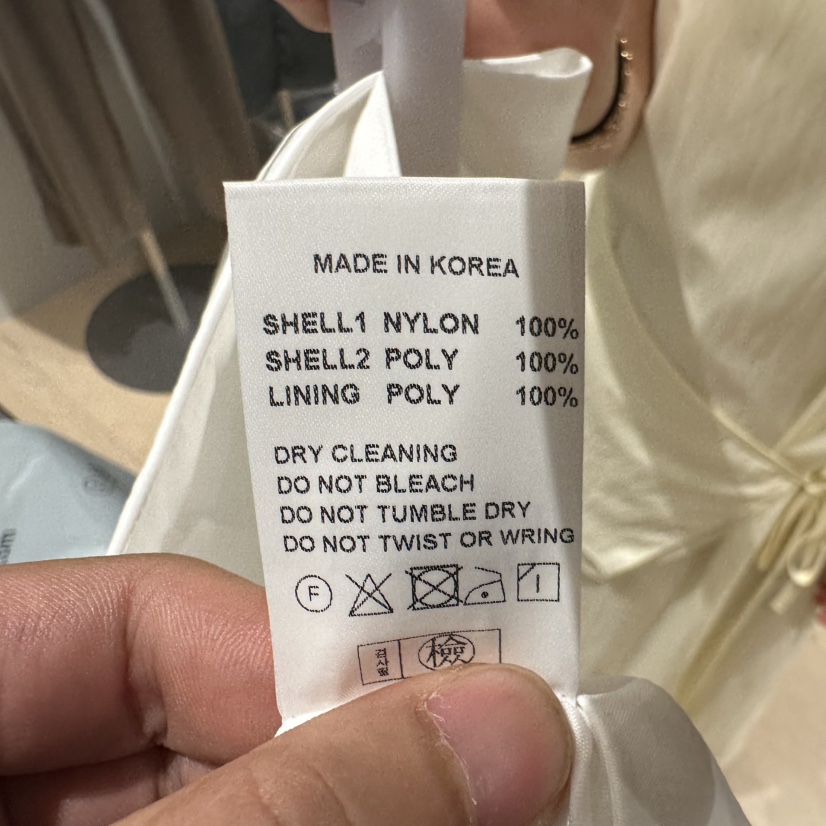 MADE IN KOREA
SHELL1 NYLON 100%
SHELL2 POLY 100%
LINING POLY 100%
DRY CLEANING
DO NOT BLEACH
DO NOT TUMBLE DRY
DO NOT TWIST OR WRING
F
검사필 檢